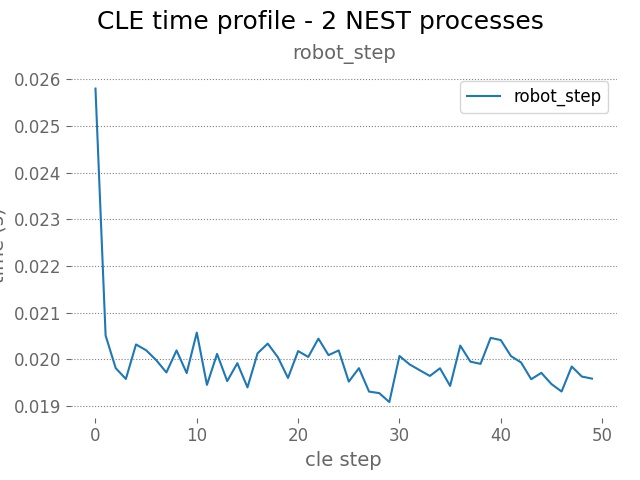 CLE time profile - 2 NEST processes
robot_step
robot_step
0.026
0.025
0.024
0.023
0.022
0.021
0.020
0.019
time (s)
0 10 20 30 40 50
cle step